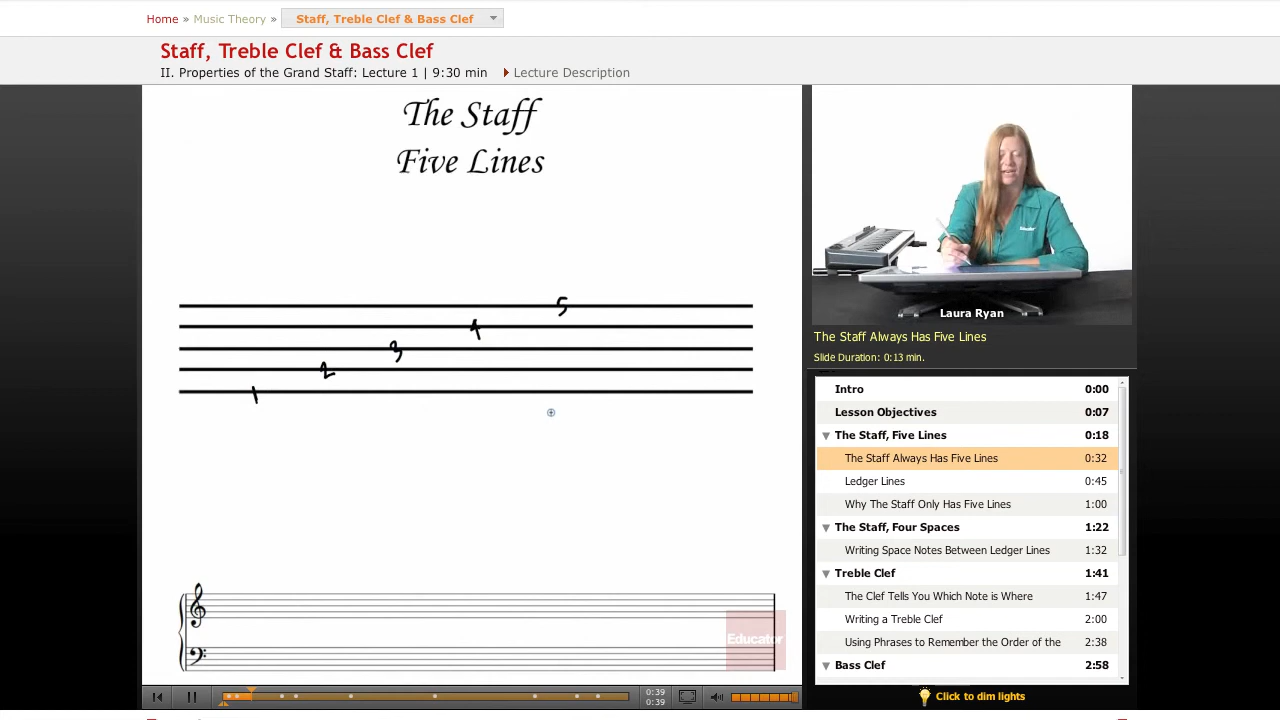 Home » Music Theory » Staff, Treble Clef & Bass Clef
Staff, Treble Clef & Bass Clef
II. Properties of the Grand Staff: Lecture 1 | 9:30 min Lecture Description
The Staff
Five Lines
5
4
3
2
1
Educator
0:39
0:39
Laura Ryan
The Staff Always Has Five Lines
Slide Duration: 0:13 min.
Intro 0:00
Lesson Objectives 0:07
The Staff, Five Lines 0:18
The Staff Always Has Five Lines 0:32
Ledger Lines 0:45
Why The Staff Only Has Five Lines 1:00
The Staff, Four Spaces 1:22
Writing Space Notes Between Ledger Lines 1:32
Treble Clef 1:41
The Clef Tells You Which Note is Where 1:47
Writing a Treble Clef 2:00
Using Phrases to Remember the Order of the 2:38
Bass Clef 2:58
Click to dim lights